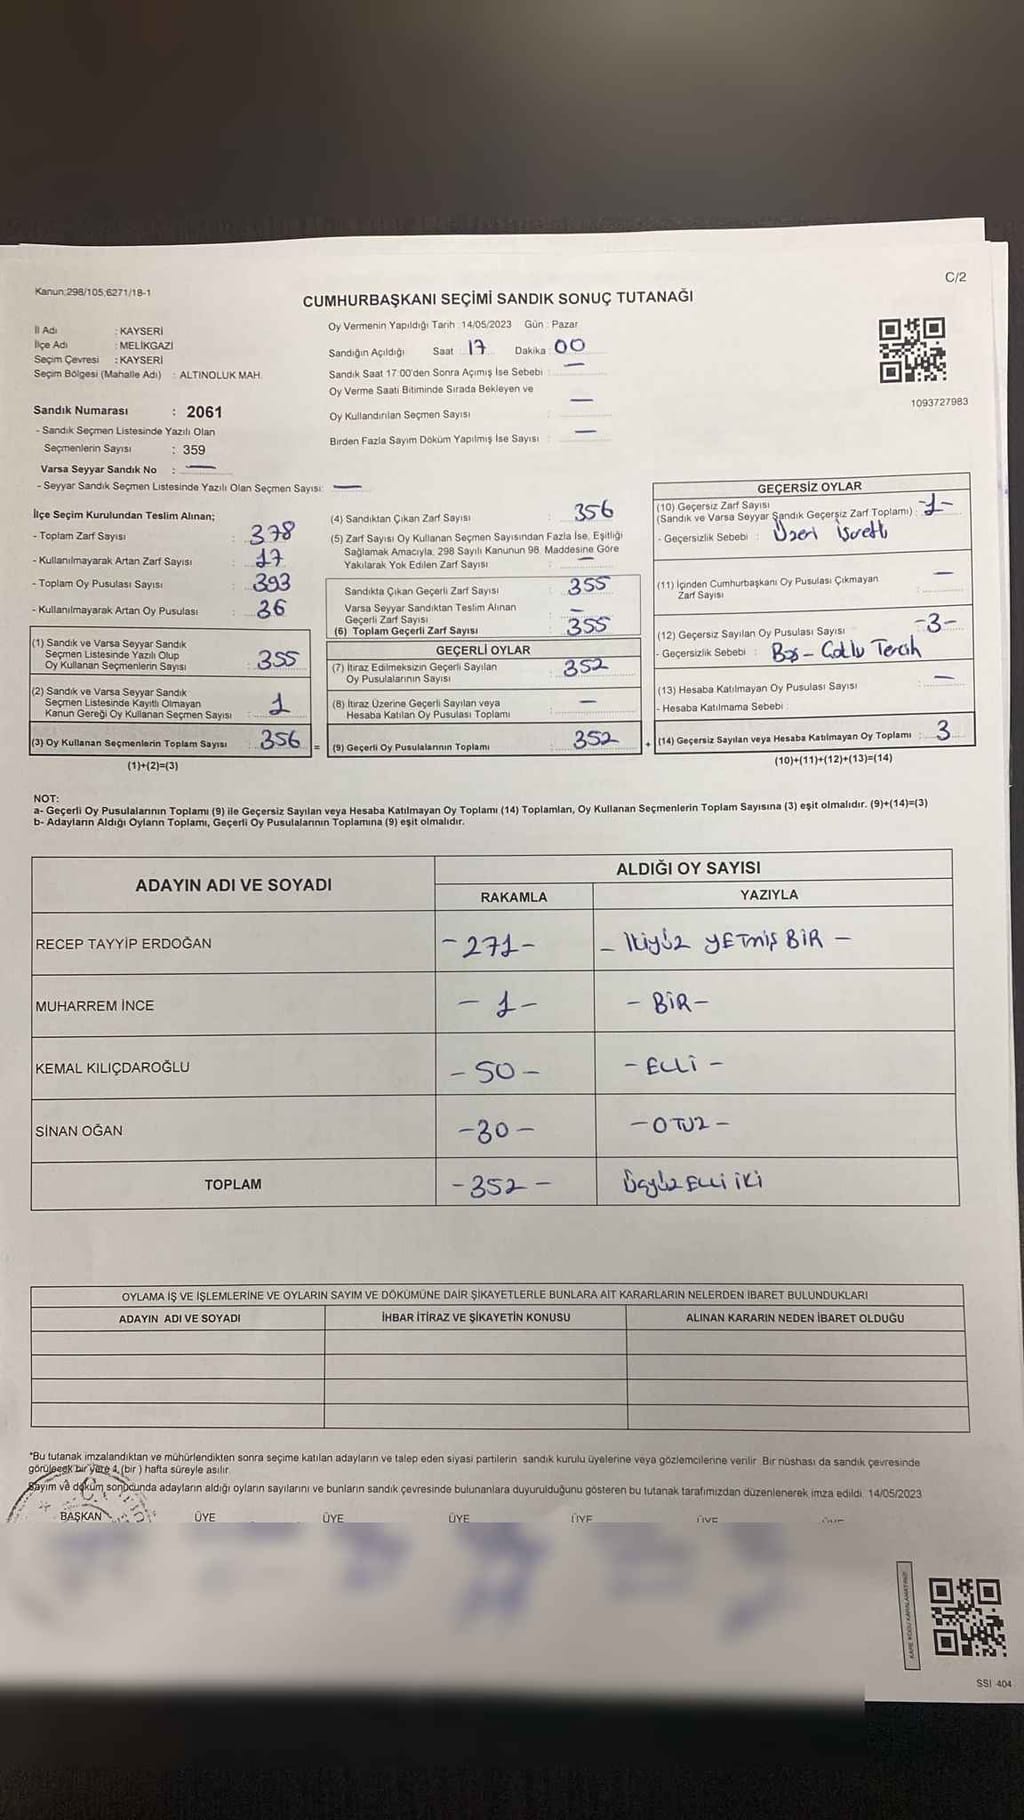 C/2
Kanun:298/105,6271/18-1
CUMHURBAŞKANI SEÇİMİ SANDIK SONUÇ TUTANAĞI
İl Adı : KAYSERİ
İlçe Adı : MELİKGAZİ
Seçim Çevresi : KAYSERİ
Seçim Bölgesi (Mahalle Adı) : ALTINOLUK MAH.
Sandık Numarası : 2061
- Sandık Seçmen Listesinde Yazılı Olan
Seçmenlerin Sayısı : 359
Varsa Seyyar Sandık No : —
- Seyyar Sandık Seçmen Listesinde Yazılı Olan Seçmen Sayısı: —
Oy Vermenin Yapıldığı Tarih :14/05/2023 Gün : Pazar
Sandığın Açıldığı Saat 17 Dakika : 00
Sandık Saat 17:00'den Sonra Açımış İse Sebebi : —
Oy Verme Saati Bitiminde Sırada Bekleyen ve
Oy Kullandırılan Seçmen Sayısı : —
Birden Fazla Sayım Döküm Yapılmış İse Sayısı : —
1093727983
İlçe Seçim Kurulundan Teslim Alınan;
- Toplam Zarf Sayısı : 378
- Kullanılmayarak Artan Zarf Sayısı : 17
- Toplam Oy Pusulası Sayısı : 393
- Kullanılmayarak Artan Oy Pusulası : 36
(1) Sandık ve Varsa Seyyar Sandık
Seçmen Listesinde Yazılı Olup
Oy Kullanan Seçmenlerin Sayısı : 355
(2) Sandık ve Varsa Seyyar Sandık
Seçmen Listesinde Kayıtlı Olmayan
Kanun Gereği Oy Kullanan Seçmen Sayısı : 1
(3) Oy Kullanan Seçmenlerin Toplam Sayısı : 356 =
(1)+(2)=(3)
(4) Sandıktan Çıkan Zarf Sayısı : 356
(5) Zarf Sayısı Oy Kullanan Seçmen Sayısından Fazla İse, Eşitliği
Sağlamak Amacıyla, 298 Sayılı Kanunun 98. Maddesine Göre
Yakılarak Yok Edilen Zarf Sayısı : —
Sandıkta Çıkan Geçerli Zarf Sayısı : 355
Varsa Seyyar Sandıktan Teslim Alınan
Geçerli Zarf Sayısı : —
(6) Toplam Geçerli Zarf Sayısı : 355
GEÇERLİ OYLAR
(7) İtiraz Edilmeksizin Geçerli Sayılan
Oy Pusulalarının Sayısı : 352
(8) İtiraz Üzerine Geçerli Sayılan veya
Hesaba Katılan Oy Pusulası Toplamı : —
(9) Geçerli Oy Pusulalarının Toplamı : 352 +
GEÇERSİZ OYLAR
(10) Geçersiz Zarf Sayısı
(Sandık ve Varsa Seyyar Sandık Geçersiz Zarf Toplamı) : -1-
- Geçersizlik Sebebi : Üzeri İşaretli
(11) İçinden Cumhurbaşkanı Oy Pusulası Çıkmayan
Zarf Sayısı : —
(12) Geçersiz Sayılan Oy Pusulası Sayısı : -3-
- Geçersizlik Sebebi : Boş - Çoklu Tercih
(13) Hesaba Katılmayan Oy Pusulası Sayısı : —
- Hesaba Katılmama Sebebi :
(14) Geçersiz Sayılan veya Hesaba Katılmayan Oy Toplamı : 3
(10)+(11)+(12)+(13)=(14)
NOT:
a- Geçerli Oy Pusulalarının Toplamı (9) ile Geçersiz Sayılan veya Hesaba Katılmayan Oy Toplamı (14) Toplamları, Oy Kullanan Seçmenlerin Toplam Sayısına (3) eşit olmalıdır. (9)+(14)=(3)
b- Adayların Aldığı Oyların Toplamı, Geçerli Oy Pusulalarının Toplamına (9) eşit olmalıdır.
ADAYIN ADI VE SOYADI ALDIĞI OY SAYISI
RAKAMLA YAZIYLA
RECEP TAYYİP ERDOĞAN -271- - İkiyüz YETMİŞ BİR -
MUHARREM İNCE - 1 - - BİR -
KEMAL KILIÇDAROĞLU - 50 - - ELLİ -
SİNAN OĞAN - 30 - - OTUZ -
TOPLAM - 352 - Üçyüz ELLİ İKİ
OYLAMA İŞ VE İŞLEMLERİNE VE OYLARIN SAYIM VE DÖKÜMÜNE DAİR ŞİKAYETLERLE BUNLARA AİT KARARLARIN NELERDEN İBARET BULUNDUKLARI
ADAYIN ADI VE SOYADI İHBAR İTİRAZ VE ŞİKAYETİN KONUSU ALINAN KARARIN NEDEN İBARET OLDUĞU
*Bu tutanak imzalandıktan ve mühürlendikten sonra seçime katılan adayların ve talep eden siyasi partilerin sandık kurulu üyelerine veya gözlemcilerine verilir. Bir nüshası da sandık çevresinde
görülecek bir yere 1 (bir ) hafta süreyle asılır.
Sayım ve döküm sonucunda adayların aldığı oyların sayılarını ve bunların sandık çevresinde bulunanlara duyurulduğunu gösteren bu tutanak tarafımızdan düzenlenerek imza edildi. 14/05/2023
BAŞKAN ÜYE ÜYE ÜYE ÜYE ÜYE
KARE KODU KARALAMAYINIZ!
SSİ 404